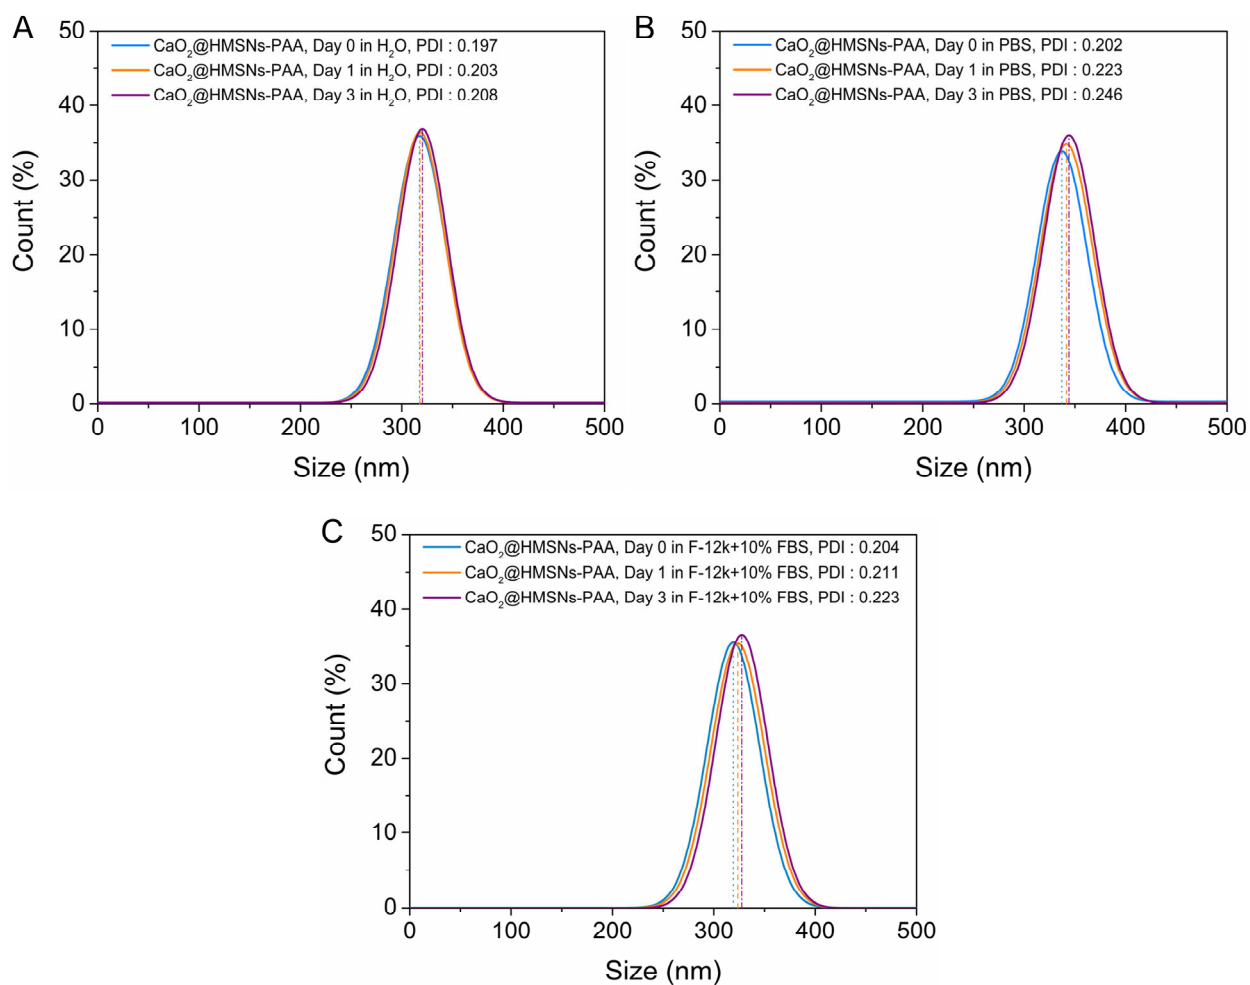 A
50
40
30
20
10
0
Count (%)
CaO2@HMSNs-PAA, Day 0 in H2O, PDI : 0.197
CaO2@HMSNs-PAA, Day 1 in H2O, PDI : 0.203
CaO2@HMSNs-PAA, Day 3 in H2O, PDI : 0.208
0 100 200 300 400 500
Size (nm)
B
50
40
30
20
10
0
Count (%)
CaO2@HMSNs-PAA, Day 0 in PBS, PDI : 0.202
CaO2@HMSNs-PAA, Day 1 in PBS, PDI : 0.223
CaO2@HMSNs-PAA, Day 3 in PBS, PDI : 0.246
0 100 200 300 400 500
Size (nm)
C
50
40
30
20
10
0
Count (%)
CaO2@HMSNs-PAA, Day 0 in F-12k+10% FBS, PDI : 0.204
CaO2@HMSNs-PAA, Day 1 in F-12k+10% FBS, PDI : 0.211
CaO2@HMSNs-PAA, Day 3 in F-12k+10% FBS, PDI : 0.223
0 100 200 300 400 500
Size (nm)